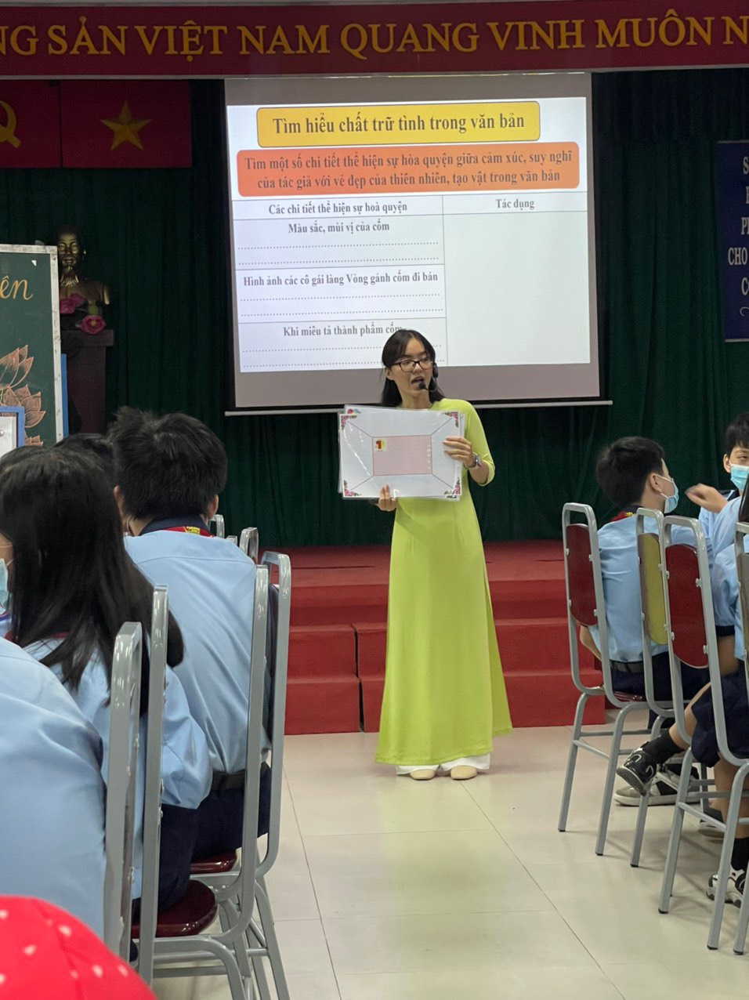 NG SẢN VIỆT NAM QUANG VINH MUÔN N
Tìm hiểu chất trữ tình trong văn bản
Tìm một số chi tiết thể hiện sự hòa quyện giữa cảm xúc, suy nghĩ
của tác giả với vẻ đẹp của thiên nhiên, tạo vật trong văn bản
Các chi tiết thể hiện sự hoà quyện
Tác dụng
Màu sắc, mùi vị của cốm
Hình ảnh các cô gái làng Vòng gánh cốm đi bán
Khi miêu tả thành phẩm cốm
ên
CHO